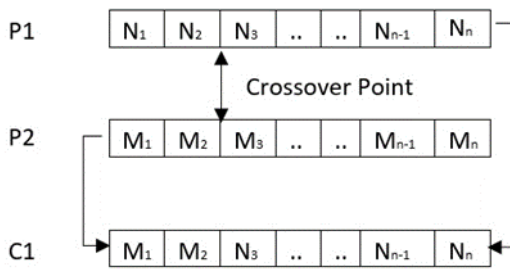 P1 N₁ N₂ N₃ .. .. Nₙ₋₁ Nₙ
Crossover Point
P2 M₁ M₂ M₃ .. .. Mₙ₋₁ Mₙ
C1 M₁ M₂ N₃ .. .. Nₙ₋₁ Nₙ